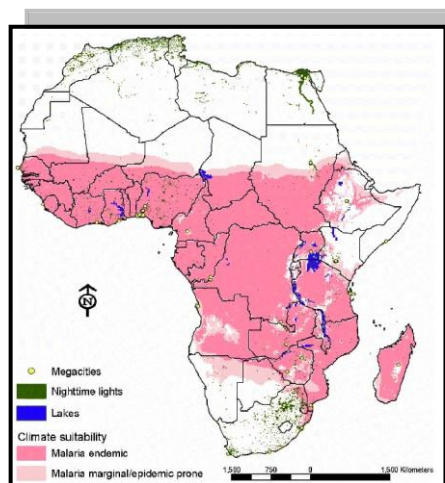 N
Megacities
Nighttime lights
Lakes
Climate suitability
Malaria endemic
Malaria marginal/epidemic prone
1,500 750 0 1,500 Kilometers